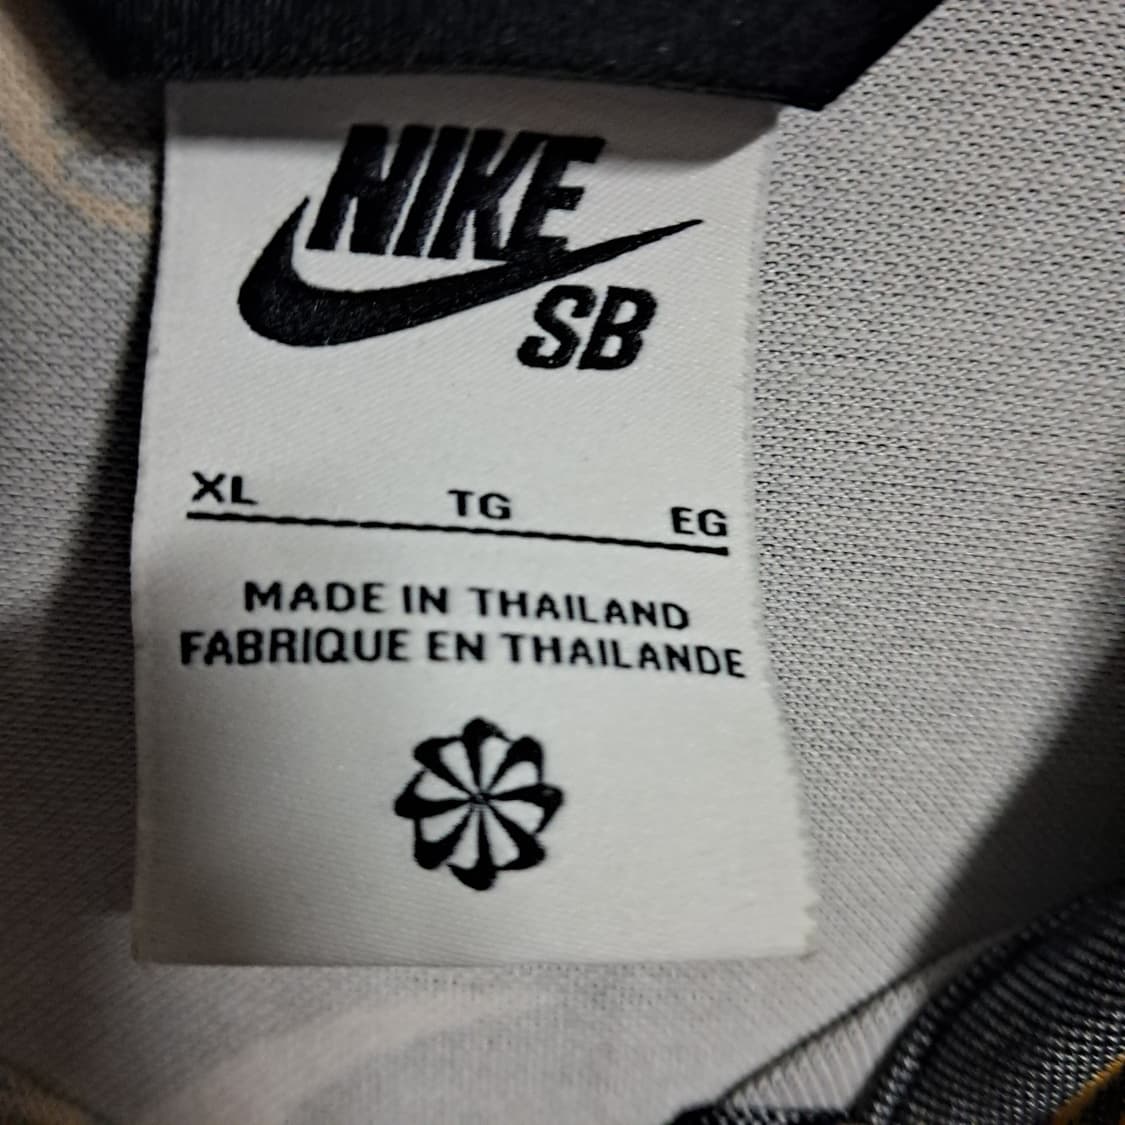 NIKE
SB
XL TG EG
MADE IN THAILAND
FABRIQUE EN THAILANDE